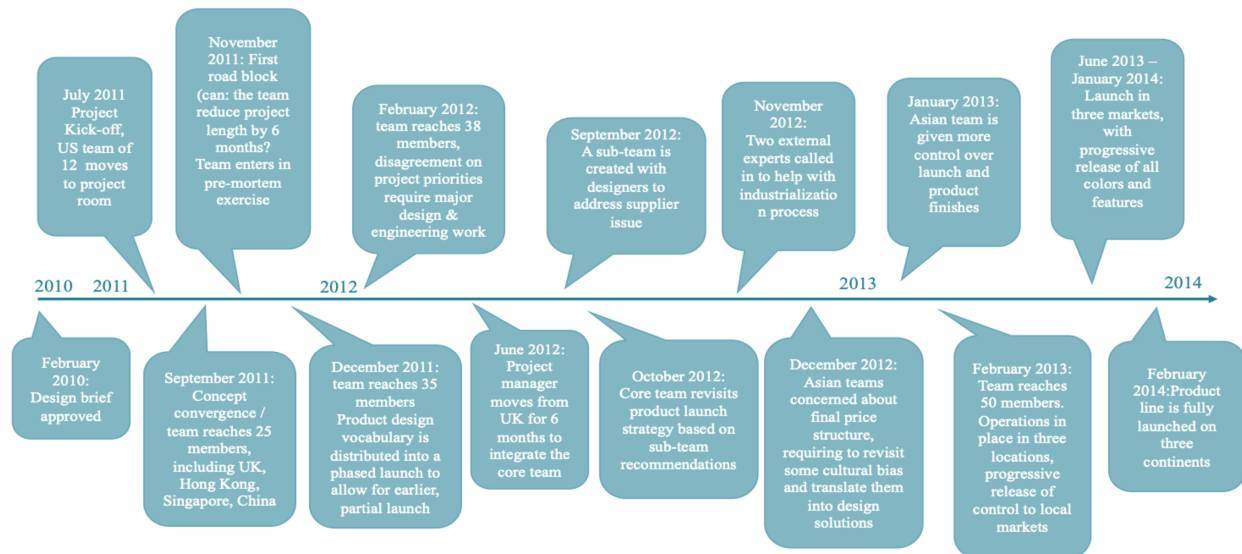 July 2011
Project
Kick-off,
US team of
12 moves
to project
room
November
2011: First
road block
(can: the team
reduce project
length by 6
months?
Team enters in
pre-mortem
exercise
February 2012:
team reaches 38
members,
disagreement on
project priorities
require major
design &
engineering work
September 2012:
A sub-team is
created with
designers to
address supplier
issue
November
2012:
Two external
experts called
in to help with
industrializatio
n process
January 2013:
Asian team is
given more
control over
launch and
product
finishes
June 2013 –
January 2014:
Launch in
three markets,
with
progressive
release of all
colors and
features
2010
2011
2012
2013
2014
February
2010:
Design brief
approved
September 2011:
Concept
convergence /
team reaches 25
members,
including UK,
Hong Kong,
Singapore, China
December 2011:
team reaches 35
members
Product design
vocabulary is
distributed into a
phased launch to
allow for earlier,
partial launch
June 2012:
Project
manager
moves from
UK for 6
months to
integrate the
core team
October 2012:
Core team revisits
product launch
strategy based on
sub-team
recommendations
December 2012:
Asian teams
concerned about
final price
structure,
requiring to revisit
some cultural bias
and translate them
into design
solutions
February 2013:
Team reaches
50 members.
Operations in
place in three
locations,
progressive
release of
control to local
markets
February
2014:Product
line is fully
launched on
three
continents